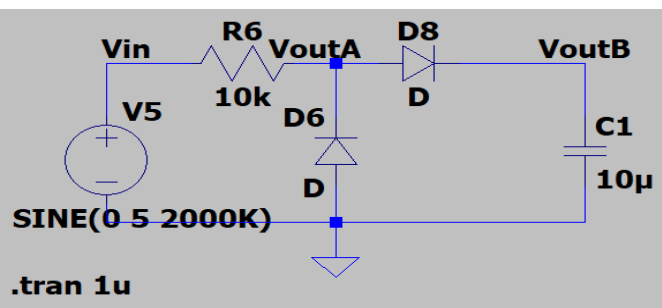 R6
D8
Vin
VoutA
VoutB
10k
D
V5
D6
C1
D
10µ
SINE(0 5 2000K)
.tran 1u